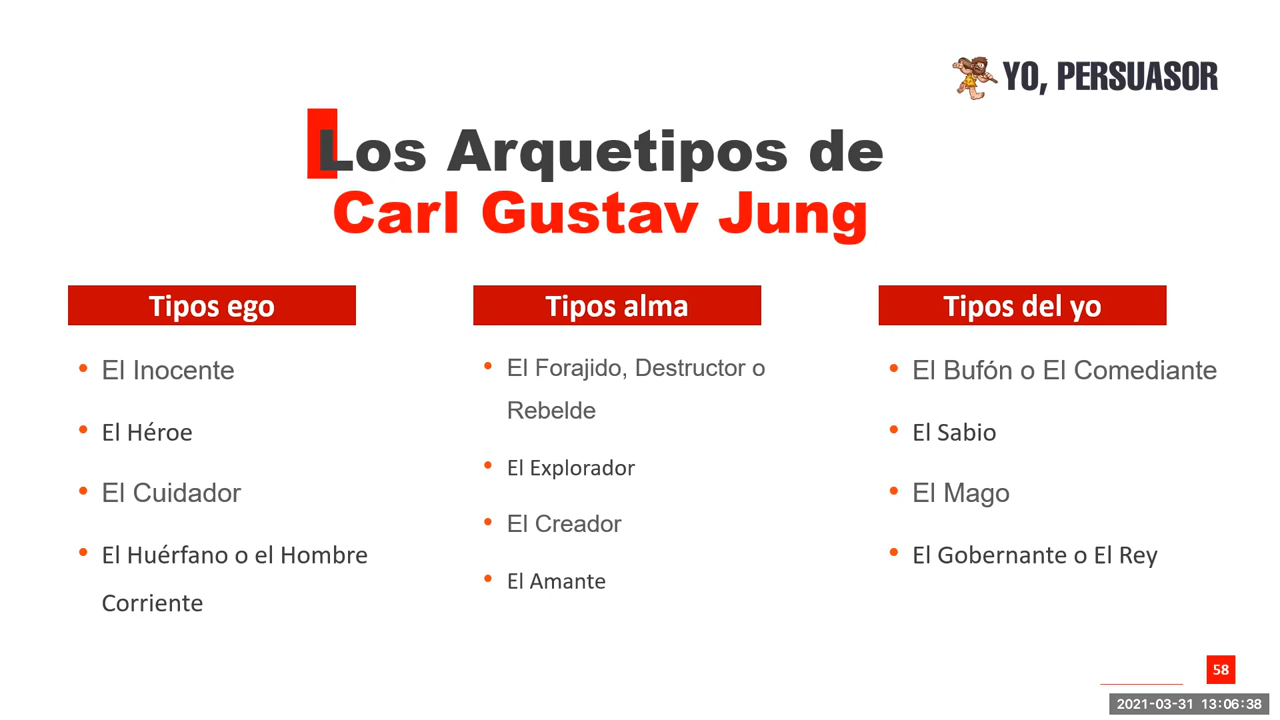 YO, PERSUASOR
Los Arquetipos de
Carl Gustav Jung
Tipos ego
El Inocente
El Héroe
El Cuidador
El Huérfano o el Hombre
Corriente
Tipos alma
El Forajido, Destructor o
Rebelde
El Explorador
El Creador
El Amante
Tipos del yo
El Bufón o El Comediante
El Sabio
El Mago
El Gobernante o El Rey
58
2021-03-31 13:06:38